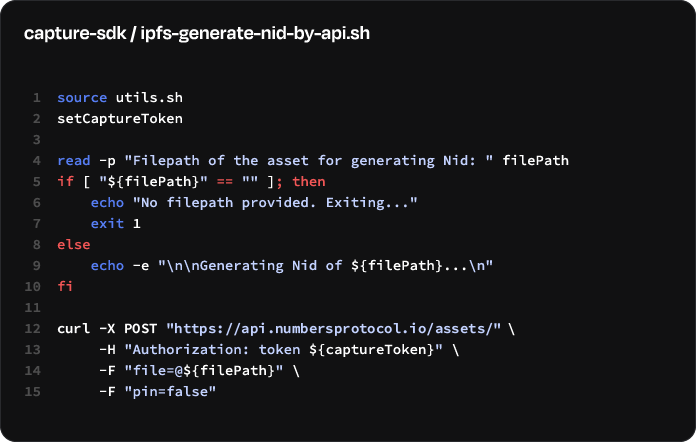 capture-sdk / ipfs-generate-nid-by-api.sh
1 source utils.sh
2 setCaptureToken
3
4 read -p "Filepath of the asset for generating Nid: " filePath
5 if [ "${filePath}" == "" ]; then
6     echo "No filepath provided. Exiting..."
7     exit 1
8 else
9     echo -e "\n\nGenerating Nid of ${filePath}...\n"
10 fi
11
12 curl -X POST "https://api.numbersprotocol.io/assets/" \
13      -H "Authorization: token ${captureToken}" \
14      -F "file=@${filePath}" \
15      -F "pin=false"